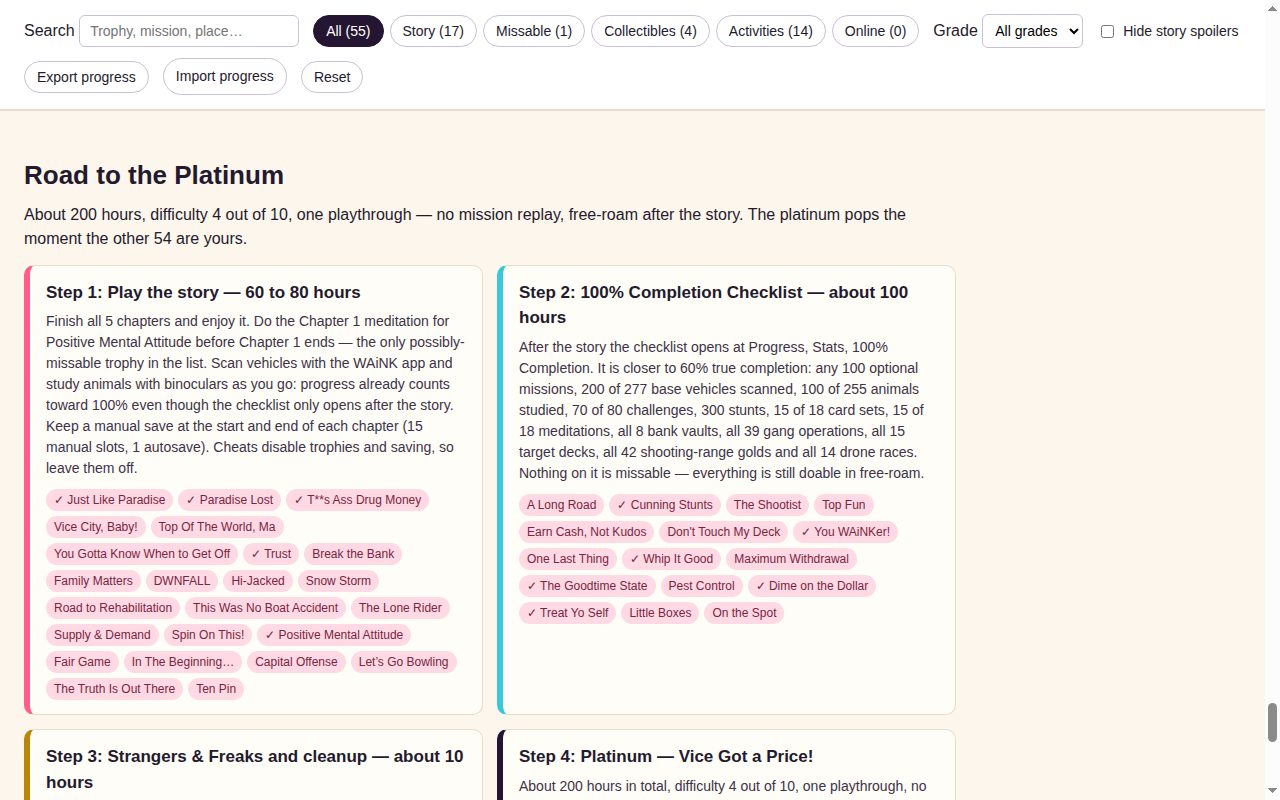 Search Trophy, mission, place… All (55) Story (17) Missable (1) Collectibles (4) Activities (14) Online (0) Grade All grades Hide story spoilers
Export progress Import progress Reset
Road to the Platinum
About 200 hours, difficulty 4 out of 10, one playthrough — no mission replay, free-roam after the story. The platinum pops the
moment the other 54 are yours.
Step 1: Play the story — 60 to 80 hours
Finish all 5 chapters and enjoy it. Do the Chapter 1 meditation for
Positive Mental Attitude before Chapter 1 ends — the only possibly-
missable trophy in the list. Scan vehicles with the WAiNK app and
study animals with binoculars as you go: progress already counts
toward 100% even though the checklist only opens after the story.
Keep a manual save at the start and end of each chapter (15
manual slots, 1 autosave). Cheats disable trophies and saving, so
leave them off.
✓ Just Like Paradise ✓ Paradise Lost ✓ T**s Ass Drug Money
Vice City, Baby! Top Of The World, Ma
You Gotta Know When to Get Off ✓ Trust Break the Bank
Family Matters DWNFALL Hi-Jacked Snow Storm
Road to Rehabilitation This Was No Boat Accident The Lone Rider
Supply & Demand Spin On This! ✓ Positive Mental Attitude
Fair Game In The Beginning… Capital Offense Let's Go Bowling
The Truth Is Out There Ten Pin
Step 2: 100% Completion Checklist — about 100
hours
After the story the checklist opens at Progress, Stats, 100%
Completion. It is closer to 60% true completion: any 100 optional
missions, 200 of 277 base vehicles scanned, 100 of 255 animals
studied, 70 of 80 challenges, 300 stunts, 15 of 18 card sets, 15 of
18 meditations, all 8 bank vaults, all 39 gang operations, all 15
target decks, all 42 shooting-range golds and all 14 drone races.
Nothing on it is missable — everything is still doable in free-roam.
A Long Road ✓ Cunning Stunts The Shootist Top Fun
Earn Cash, Not Kudos Don't Touch My Deck ✓ You WAiNKer!
One Last Thing ✓ Whip It Good Maximum Withdrawal
✓ The Goodtime State Pest Control ✓ Dime on the Dollar
✓ Treat Yo Self Little Boxes On the Spot
Step 3: Strangers & Freaks and cleanup — about 10
hours
Step 4: Platinum — Vice Got a Price!
About 200 hours in total, difficulty 4 out of 10, one playthrough, no